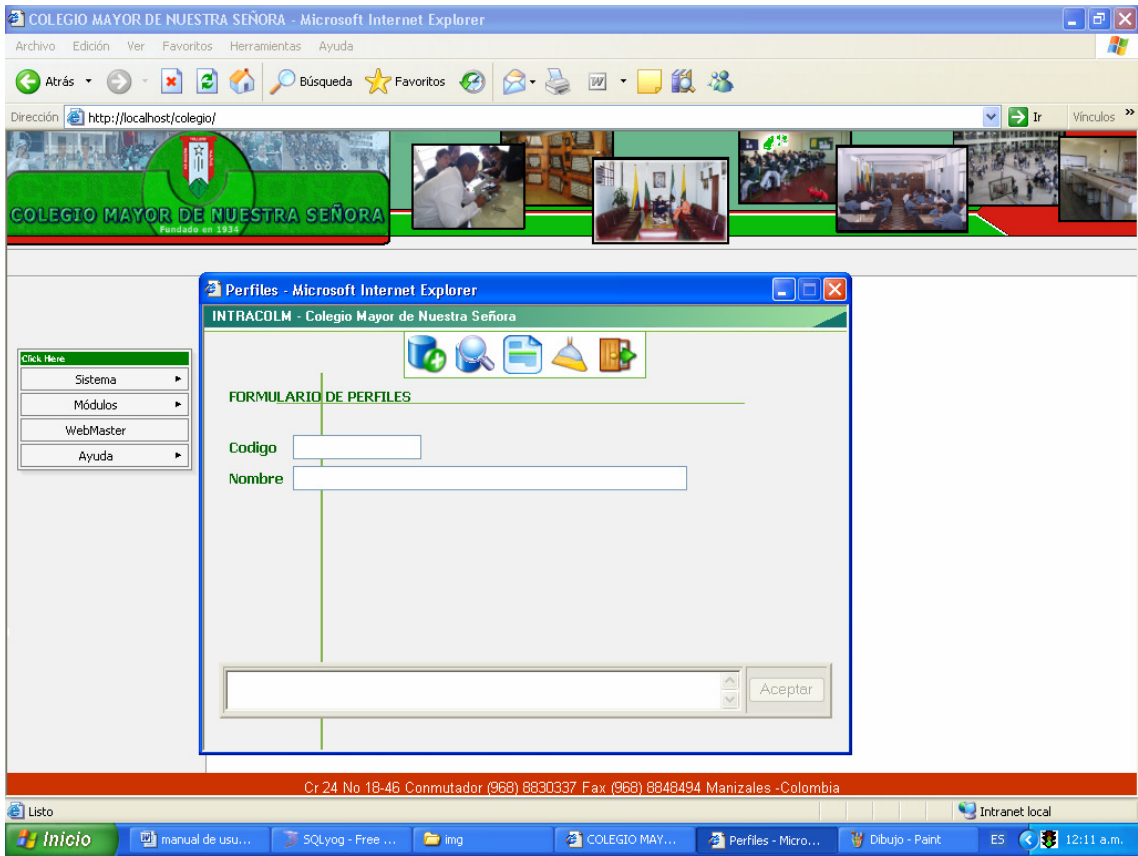 COLEGIO MAYOR DE NUESTRA SEÑORA - Microsoft Internet Explorer
Archivo Edición Ver Favoritos Herramientas Ayuda
Atrás Búsqueda Favoritos
Dirección http://localhost/colegio/ Ir Vínculos »
COLEGIO MAYOR DE NUESTRA SEÑORA
Fundado en 1934
Perfiles - Microsoft Internet Explorer
INTRACOLM - Colegio Mayor de Nuestra Señora
Click Here
Sistema
Módulos
WebMaster
Ayuda
FORMULARIO DE PERFILES
Codigo
Nombre
Aceptar
Cr 24 No 18-46 Conmutador (968) 8830337 Fax (968) 8848494 Manizales -Colombia
Listo Intranet local
Inicio manual de usu... SQLyog - Free ... img COLEGIO MAY... Perfiles - Micro... Dibujo - Paint ES 12:11 a.m.